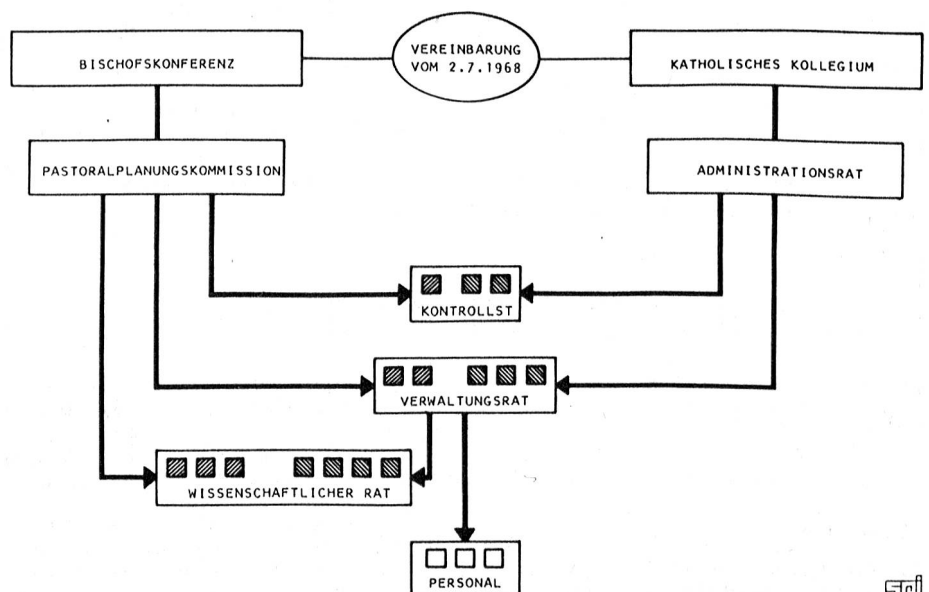 VEREINBARUNG
VOM 2.7.1968
BISCHOFSKONFERENZ
KATHOLISCHES KOLLEGIUM
PASTORALPLANUNGSKOMMISSION
ADMINISTRATIONSRAT
KONTROLLST
VERWALTUNGSRAT
WISSENSCHAFTLICHER RAT
PERSONAL